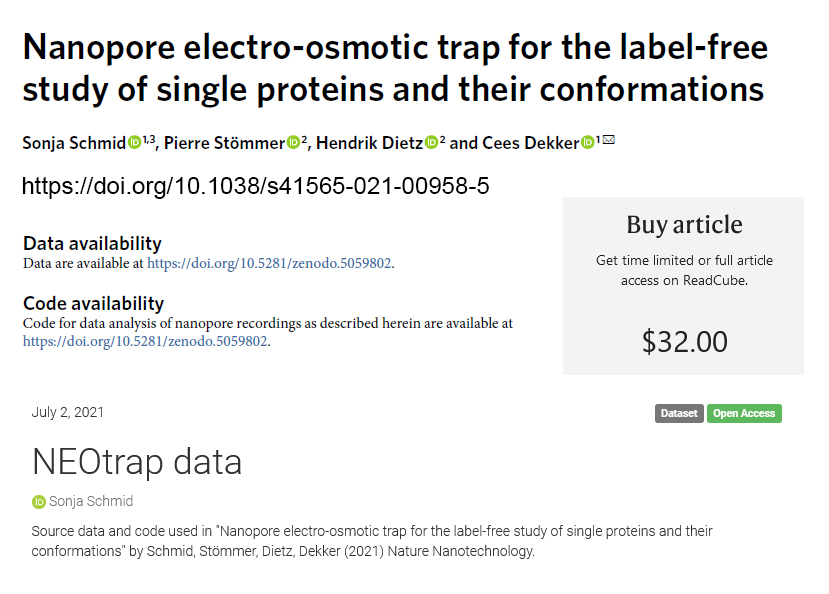 Nanopore electro-osmotic trap for the label-free
study of single proteins and their conformations
Sonja Schmid iD 1,3, Pierre Stömmer iD 2, Hendrik Dietz iD 2 and Cees Dekker iD 1 ✉
https://doi.org/10.1038/s41565-021-00958-5
Data availability
Data are available at https://doi.org/10.5281/zenodo.5059802.
Code availability
Code for data analysis of nanopore recordings as described herein are available at
https://doi.org/10.5281/zenodo.5059802.
Buy article
Get time limited or full article
access on ReadCube.
$32.00
July 2, 2021
Dataset Open Access
NEOtrap data
iD Sonja Schmid
Source data and code used in "Nanopore electro-osmotic trap for the label-free study of single proteins and their
conformations" by Schmid, Stömmer, Dietz, Dekker (2021) Nature Nanotechnology.